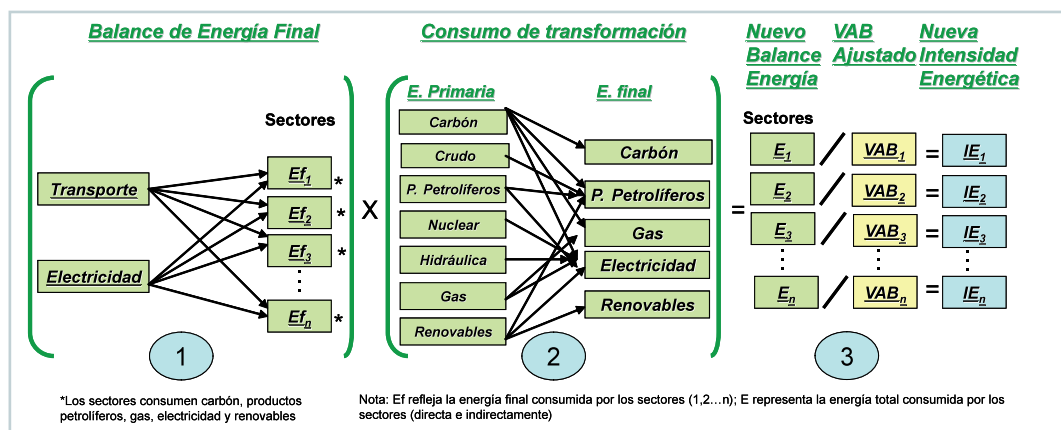 Balance de Energía Final
Consumo de transformación
Nuevo
Balance
Energía
VAB
Ajustado
Nueva
Intensidad
Energética
Sectores
Transporte
Electricidad
Ef1
*
Ef2
*
Ef3
*
Efn
*
1
X
E. Primaria
E. final
Carbón
Crudo
P. Petrolíferos
Nuclear
Hidráulica
Gas
Renovables
Carbón
P. Petrolíferos
Gas
Electricidad
Renovables
2
=
Sectores
E1 / VAB1 = IE1
E2 / VAB2 = IE2
E3 / VAB3 = IE3
En / VABn = IEn
3
*Los sectores consumen carbón, productos
petrolíferos, gas, electricidad y renovables
Nota: Ef refleja la energía final consumida por los sectores (1,2…n); E representa la energía total consumida por los
sectores (directa e indirectamente)